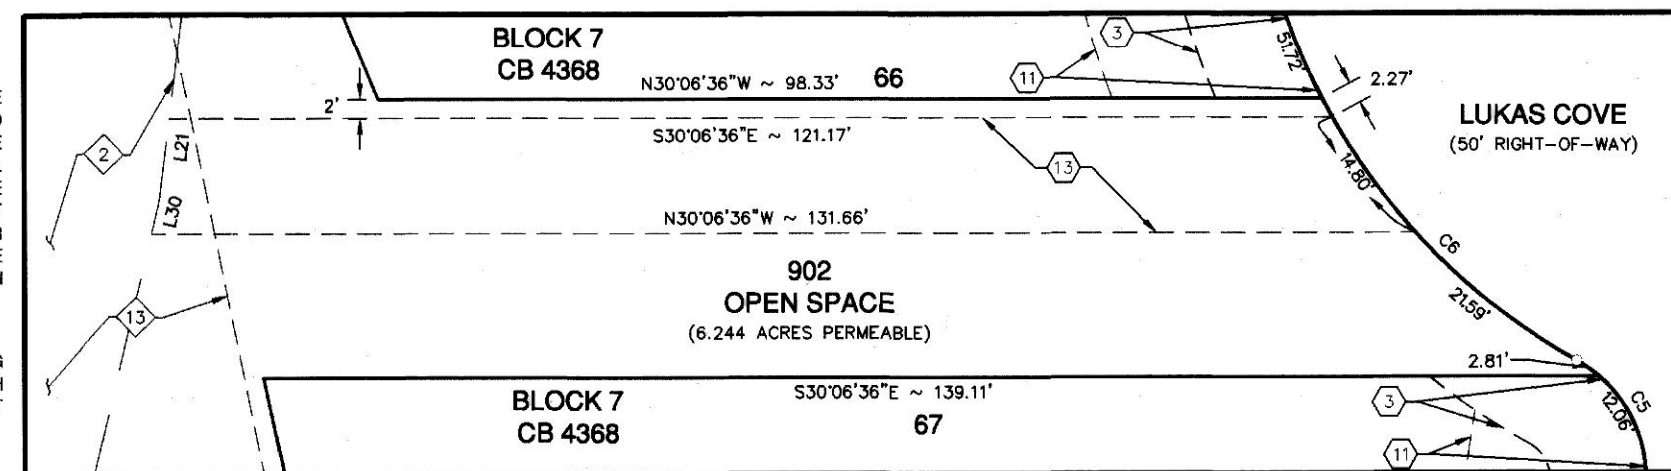 BLOCK 7
CB 4368
N30°06'36"W ~ 98.33'
66
3
11
51.72'
2.27'
LUKAS COVE
(50' RIGHT-OF-WAY)
2'
S30°06'36"E ~ 121.17'
2
L21
13
14.80'
L30
N30°06'36"W ~ 131.66'
C6
902
OPEN SPACE
(6.244 ACRES PERMEABLE)
13
21.59'
2.81'
BLOCK 7
CB 4368
S30°06'36"E ~ 139.11'
67
3
11
C5
12.06'